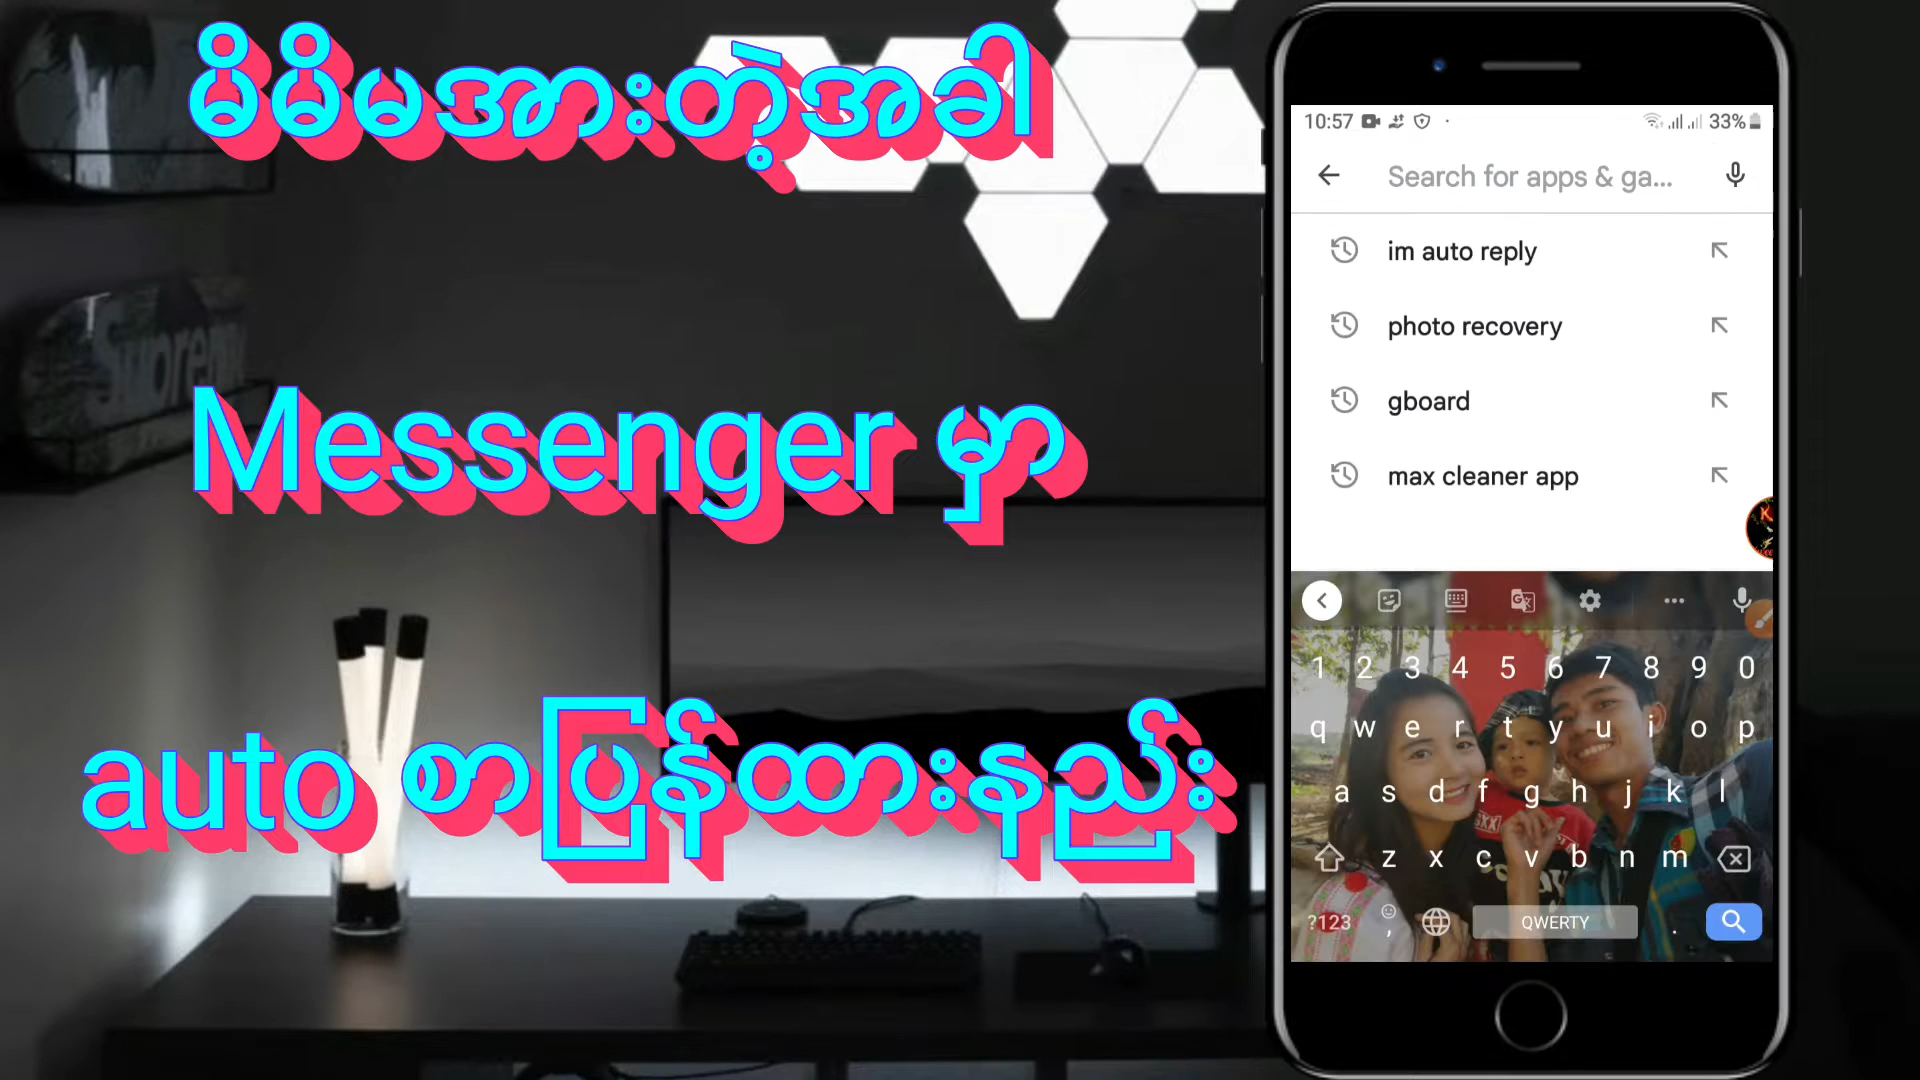 မိမိမအားတဲ့အခါ
Messenger မှာ
auto စာပြန်ထားနည်း
10:57
33%
Search for apps & ga...
im auto reply
photo recovery
gboard
max cleaner app
1 2 3 4 5 6 7 8 9 0
q w e r t y u i o p
a s d f g h j k l
z x c v b n m
?123 , QWERTY .